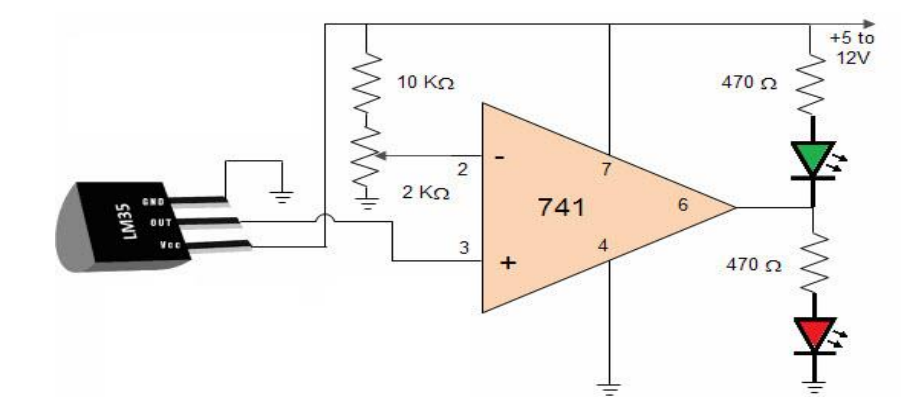 +5 to
12V
10 KΩ
470 Ω
GND
OUT
Vcc
LM35
2
-
7
2 KΩ
741
6
3
+
4
470 Ω